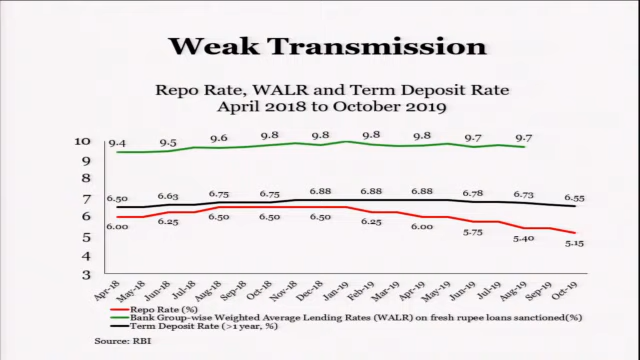 Weak Transmission
Repo Rate, WALR and Term Deposit Rate
April 2018 to October 2019
10
9
8
7
6
5
4
3
9.4 9.5 9.6 9.8 9.8 9.8 9.8 9.7 9.7
6.50 6.63 6.75 6.75 6.88 6.88 6.88 6.78 6.73 6.55
6.00 6.25 6.50 6.50 6.50 6.25 6.00 5.75 5.40 5.15
Apr-18 May-18 Jun-18 Jul-18 Aug-18 Sep-18 Oct-18 Nov-18 Dec-18 Jan-19 Feb-19 Mar-19 Apr-19 May-19 Jun-19 Jul-19 Aug-19 Sep-19 Oct-19
Repo Rate (%)
Bank Group-wise Weighted Average Lending Rates (WALR) on fresh rupee loans sanctioned(%)
Term Deposit Rate (>1 year, %)
Source: RBI